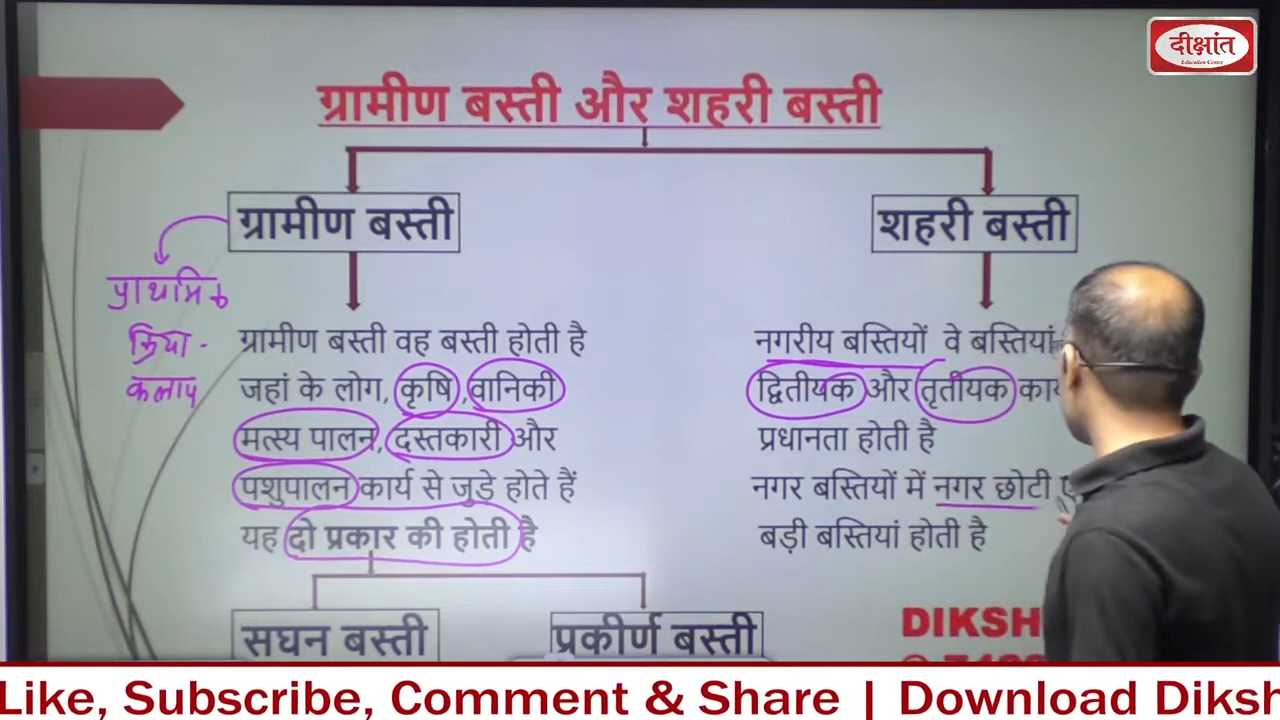 दीक्षांत
Education Centre
ग्रामीण बस्ती और शहरी बस्ती
ग्रामीण बस्ती
प्राथमिक
क्रिया-
कलाप
ग्रामीण बस्ती वह बस्ती होती है
जहां के लोग, कृषि ,वानिकी
मत्स्य पालन, दस्तकारी और
पशुपालन कार्य से जुडे होते हैं
यह दो प्रकार की होती है
सघन बस्ती
प्रकीर्ण बस्ती
शहरी बस्ती
नगरीय बस्तियों वे बस्तियां
द्वितीयक और तृतीयक
प्रधानता होती है
नगर बस्तियों में नगर छोटी
बड़ी बस्तियां होती है
DIKSH
Like, Subscribe, Comment & Share | Download Diksh